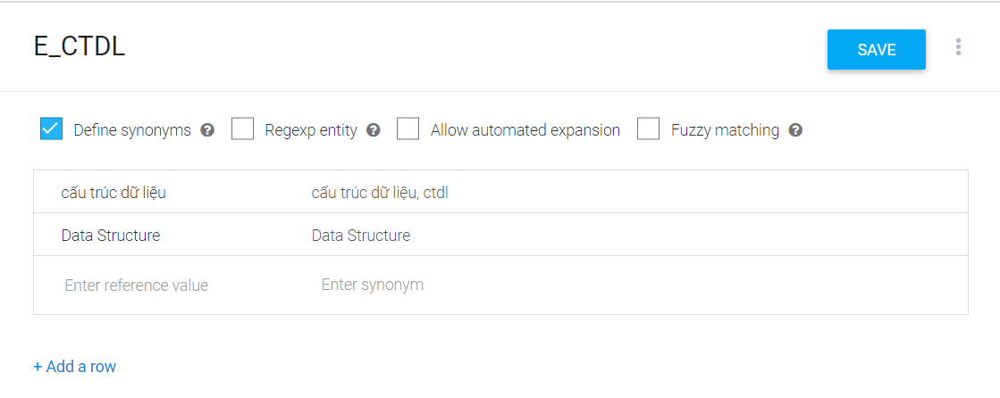 E_CTDL
SAVE
Define synonyms ? Regexp entity ? Allow automated expansion Fuzzy matching ?
cấu trúc dữ liệu cấu trúc dữ liệu, ctdl
Data Structure Data Structure
Enter reference value Enter synonym
+ Add a row